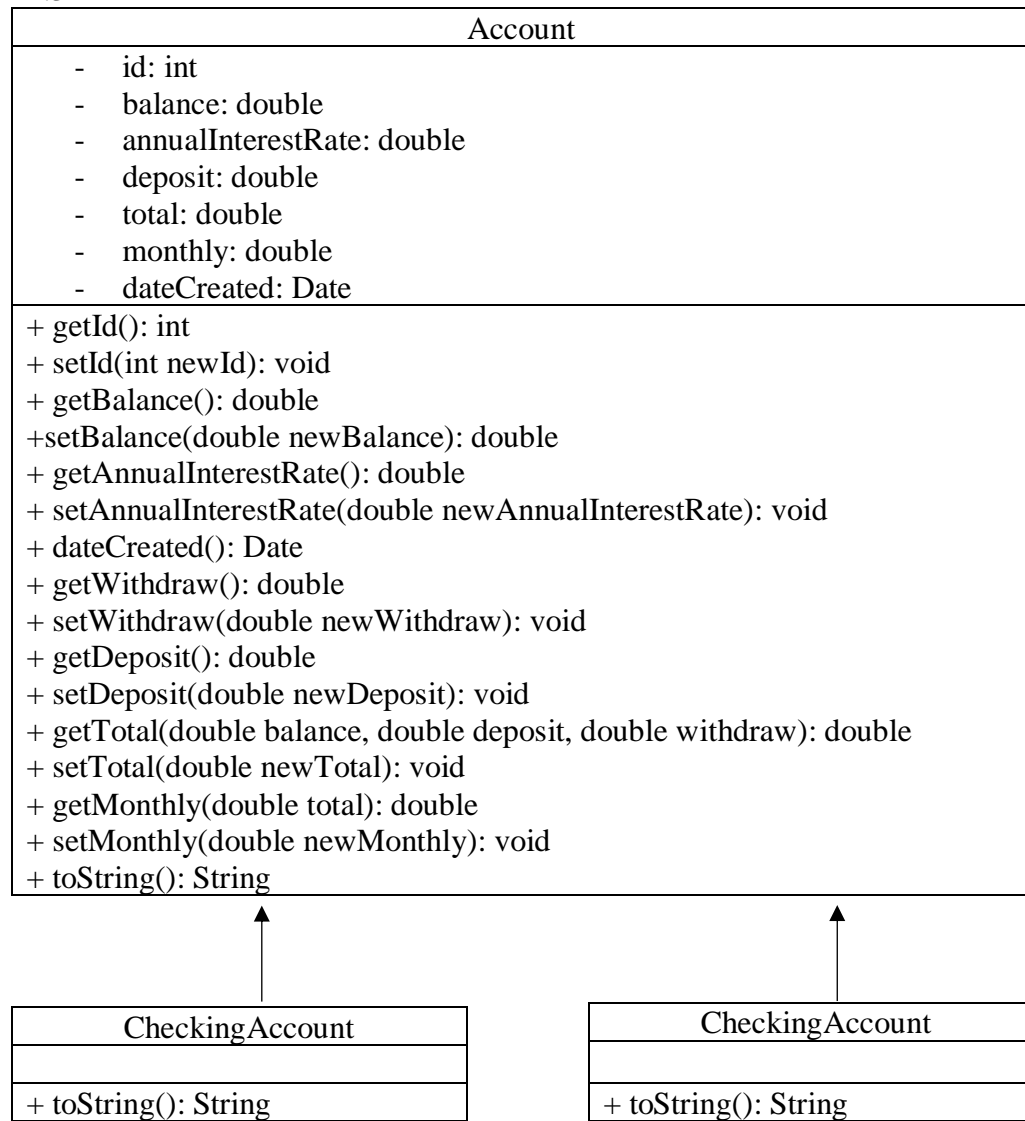 Account
- id: int
- balance: double
- annualInterestRate: double
- deposit: double
- total: double
- monthly: double
- dateCreated: Date
+ getId(): int
+ setId(int newId): void
+ getBalance(): double
+setBalance(double newBalance): double
+ getAnnualInterestRate(): double
+ setAnnualInterestRate(double newAnnualInterestRate): void
+ dateCreated(): Date
+ getWithdraw(): double
+ setWithdraw(double newWithdraw): void
+ getDeposit(): double
+ setDeposit(double newDeposit): void
+ getTotal(double balance, double deposit, double withdraw): double
+ setTotal(double newTotal): void
+ getMonthly(double total): double
+ setMonthly(double newMonthly): void
+ toString(): String
CheckingAccount
+ toString(): String
CheckingAccount
+ toString(): String